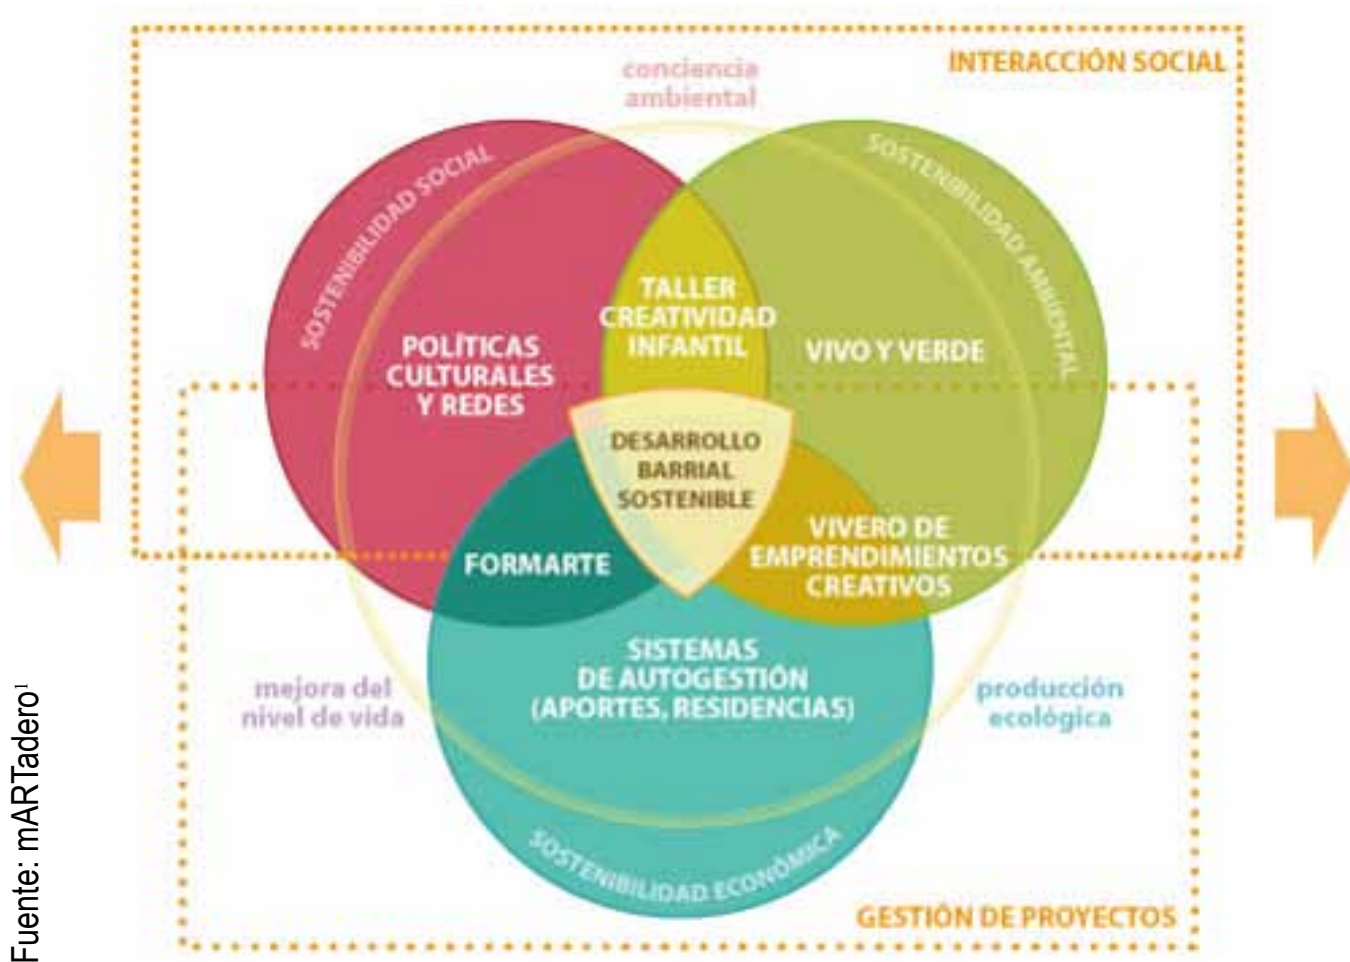 INTERACCIÓN SOCIAL
conciencia
ambiental
SOSTENIBILIDAD SOCIAL
SOSTENIBILIDAD AMBIENTAL
TALLER
CREATIVIDAD
INFANTIL
POLÍTICAS
CULTURALES
Y REDES
VIVO Y VERDE
DESARROLLO
BARRIAL
SOSTENIBLE
FORMARTE
VIVERO DE
EMPRENDIMIENTOS
CREATIVOS
SISTEMAS
DE AUTOGESTIÓN
(APORTES, RESIDENCIAS)
mejora del
nivel de vida
producción
ecológica
SOSTENIBILIDAD ECONÓMICA
GESTIÓN DE PROYECTOS
Fuente: mARTadero¹